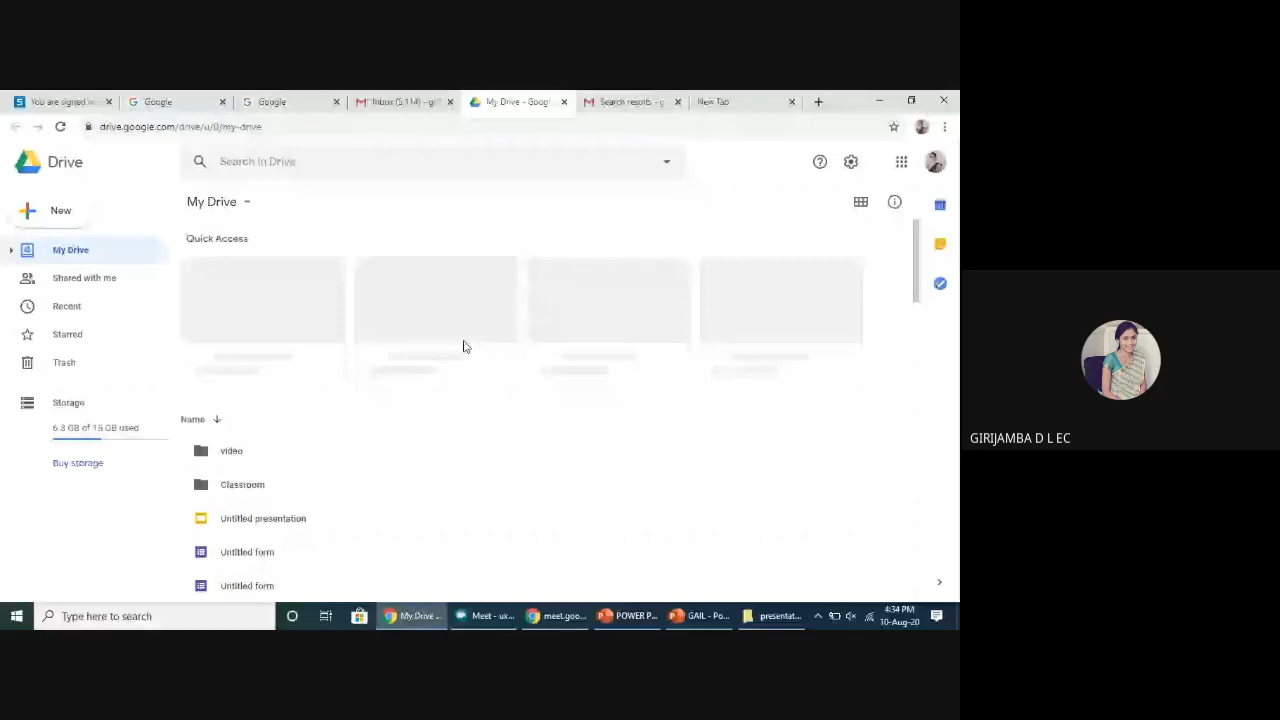 You are signed in
Google
Google
Inbox (5,114) - gir
My Drive - Googl
Search results - g
New Tab
drive.google.com/drive/u/0/my-drive
Drive
Search in Drive
New
My Drive
Quick Access
My Drive
Shared with me
Recent
Starred
Trash
Storage
6.3 GB of 15 GB used
Buy storage
Name
video
Classroom
Untitled presentation
Untitled form
Untitled form
GIRIJAMBA D L EC
Type here to search
My Drive ...
Meet - ux...
meet.goo...
POWER P...
GAIL - Po...
presentat...
4:34 PM
10-Aug-20